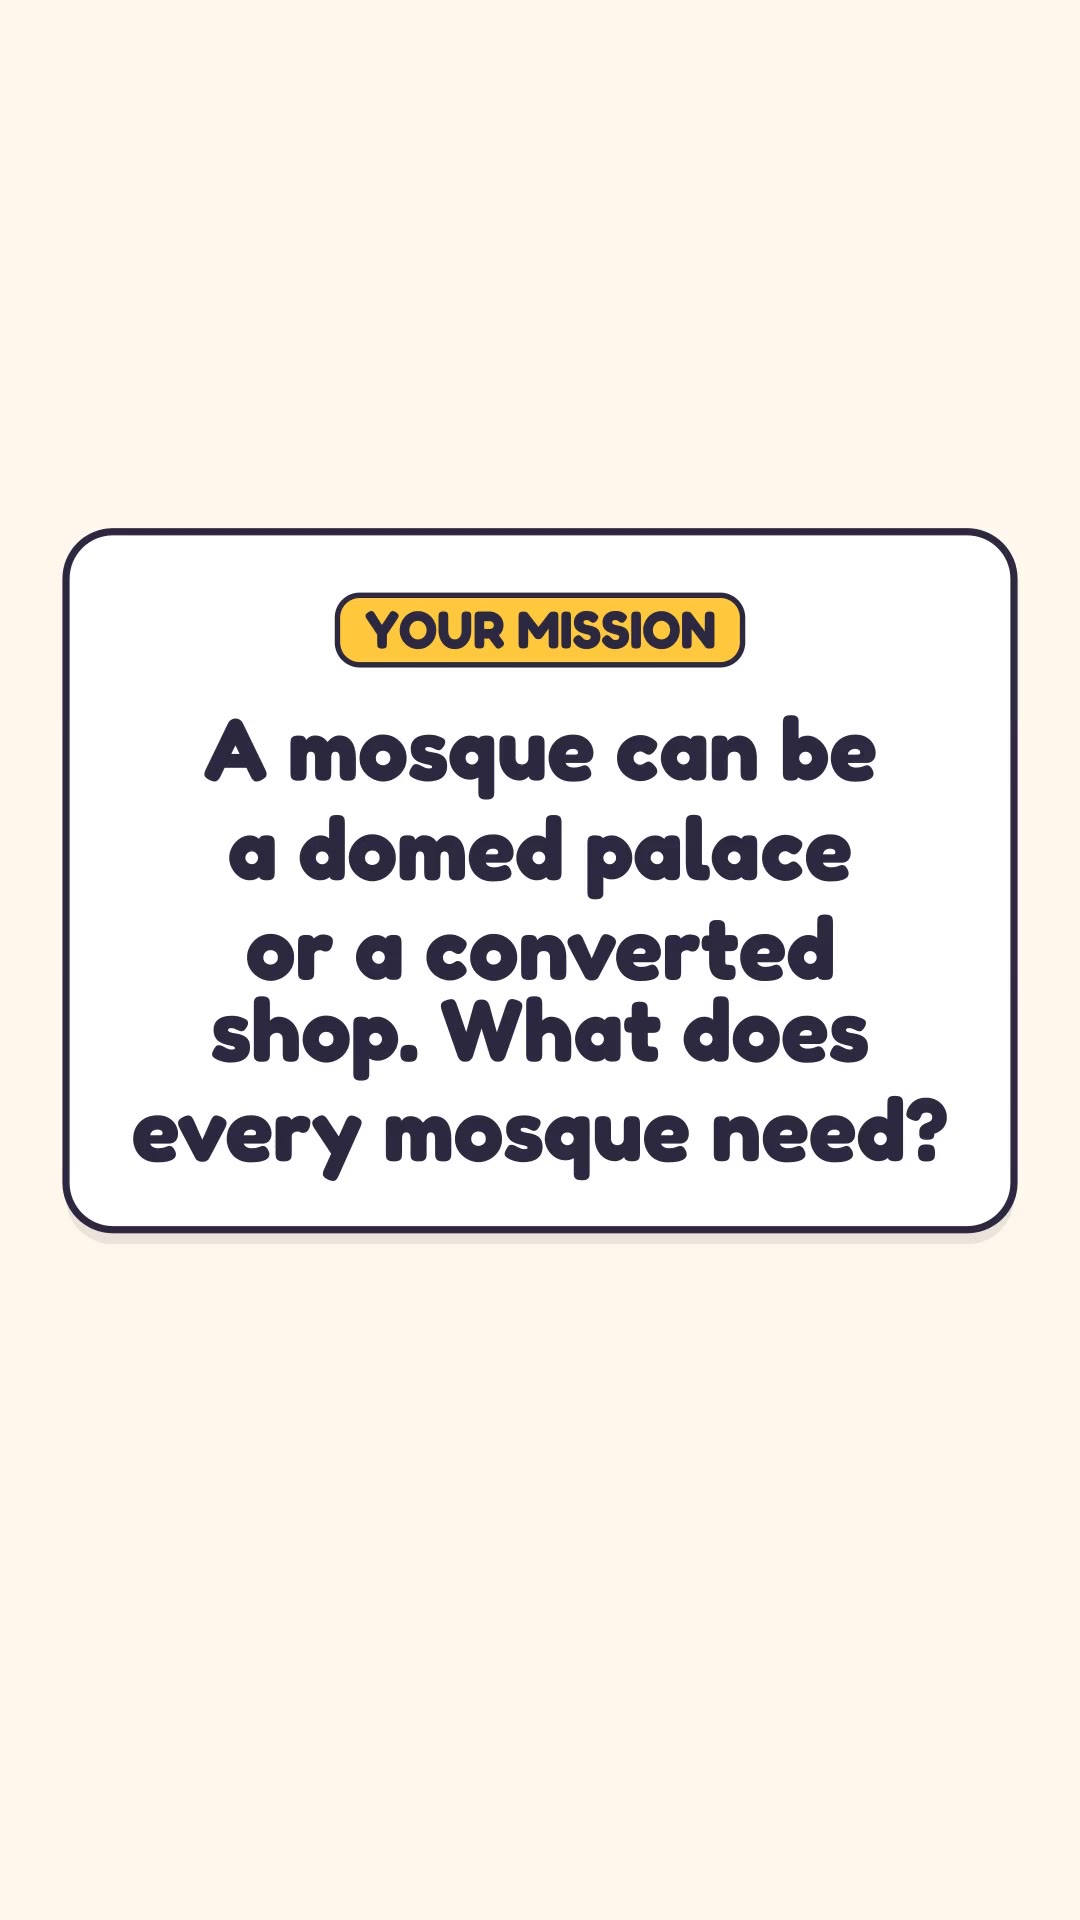 YOUR MISSION
A mosque can be
a domed palace
or a converted
shop. What does
every mosque need?